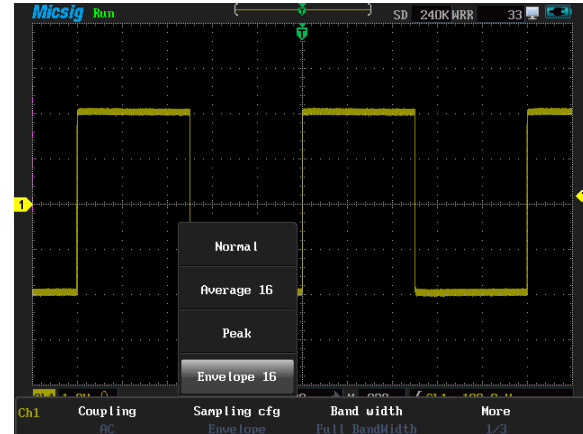 Micsig Run SD 240K WRR 33
T
1
Normal
Average 16
Peak
Envelope 16
Ch1 Coupling Sampling cfg Band width More
AC Envelope Full BandWidth 1/3